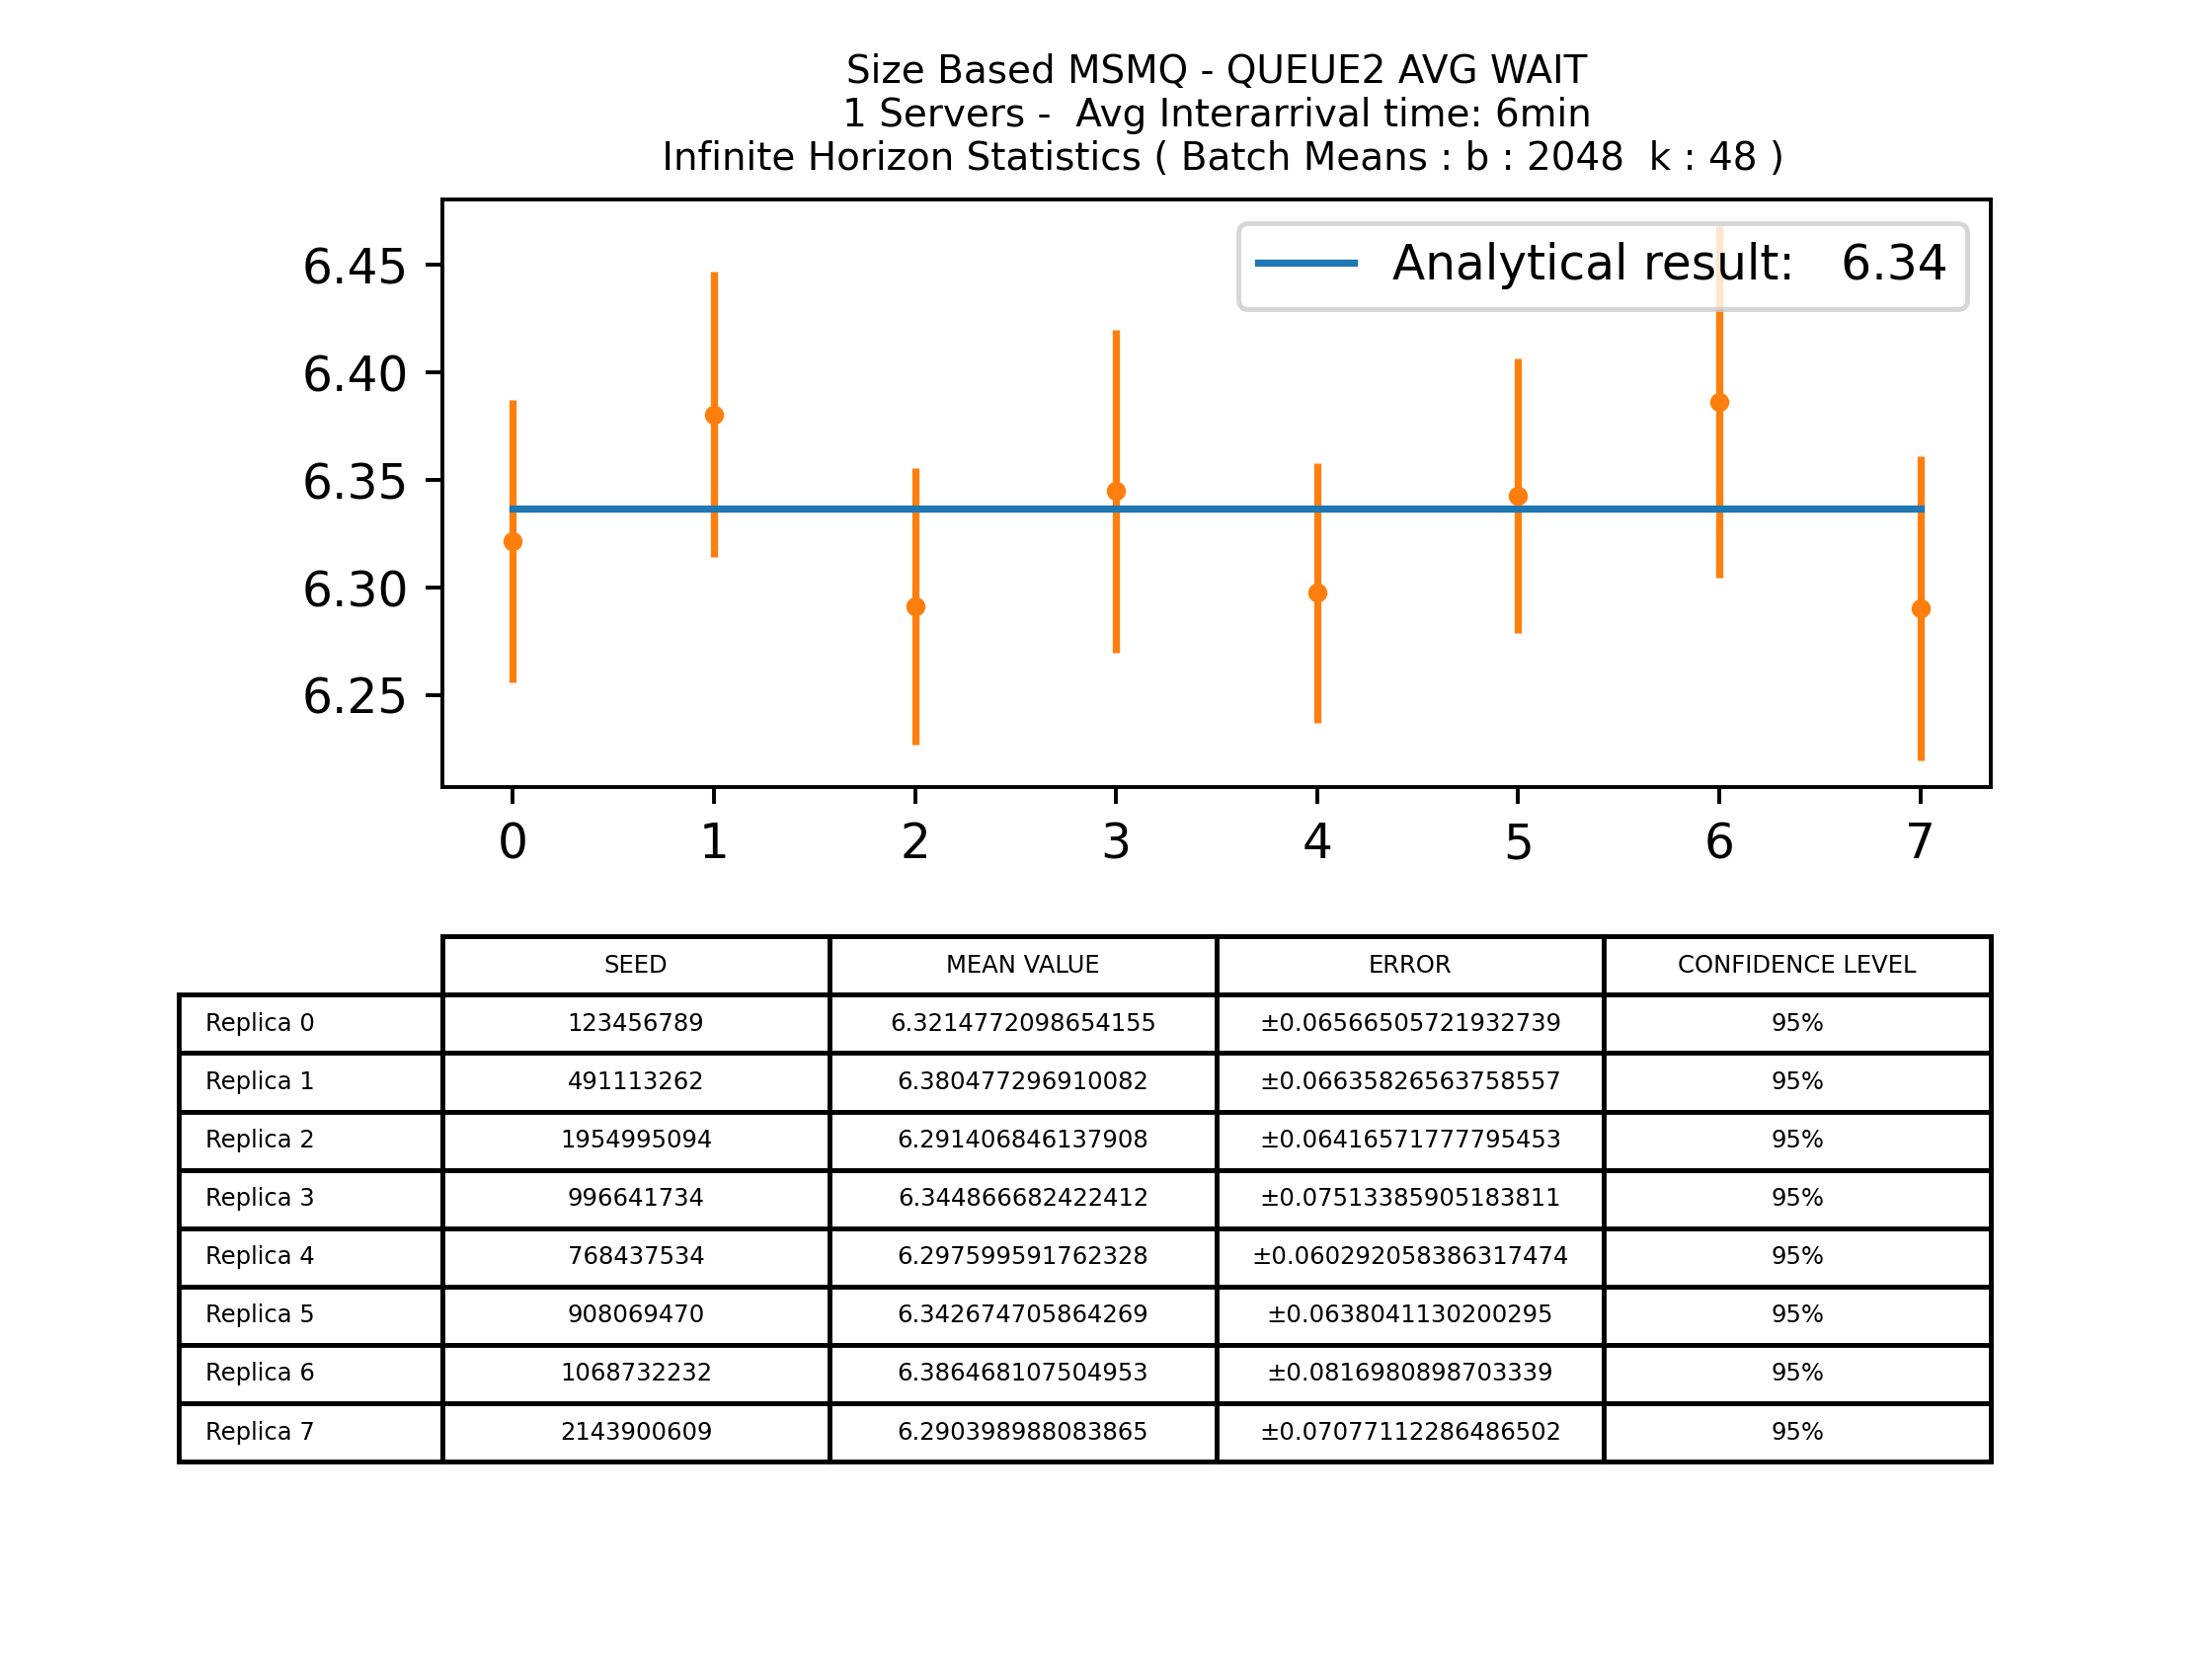 Size Based MSMQ - QUEUE2 AVG WAIT
1 Servers -  Avg Interarrival time: 6min
Infinite Horizon Statistics ( Batch Means : b : 2048  k : 48 )
Analytical result:   6.34
6.45
6.40
6.35
6.30
6.25
0 1 2 3 4 5 6 7
SEED MEAN VALUE ERROR CONFIDENCE LEVEL
Replica 0 123456789 6.3214772098654155 ±0.06566505721932739 95%
Replica 1 491113262 6.380477296910082 ±0.06635826563758557 95%
Replica 2 1954995094 6.291406846137908 ±0.06416571777795453 95%
Replica 3 996641734 6.344866682422412 ±0.07513385905183811 95%
Replica 4 768437534 6.297599591762328 ±0.060292058386317474 95%
Replica 5 908069470 6.342674705864269 ±0.0638041130200295 95%
Replica 6 1068732232 6.386468107504953 ±0.0816980898703339 95%
Replica 7 2143900609 6.290398988083865 ±0.07077112286486502 95%